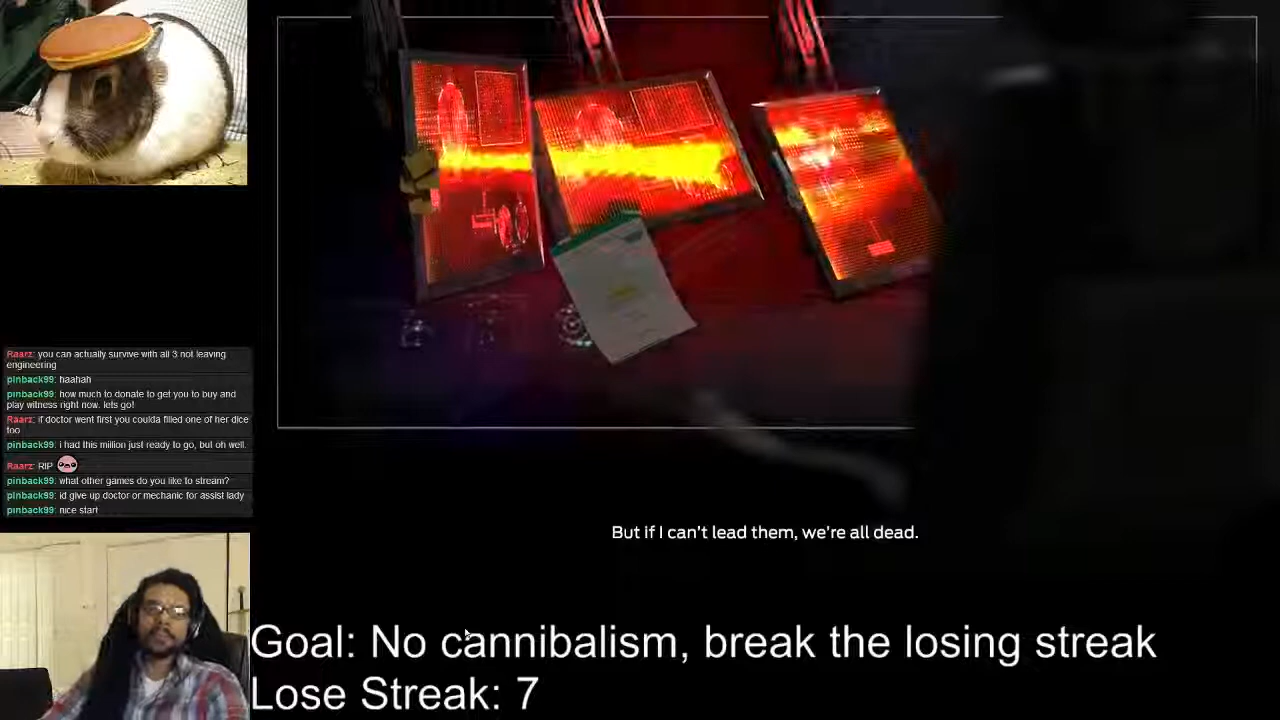 Raarz: you can actually survive with all 3 not leaving
engineering
pinback99: haahah
pinback99: how much to donate to get you to buy and
play witness right now. lets go!
Raarz: if doctor went first you coulda filled one of her dice
too
pinback99: i had this million just ready to go, but oh well.
Raarz: RIP
pinback99: what other games do you like to stream?
pinback99: id give up doctor or mechanic for assist lady
pinback99: nice start
But if I can't lead them, we're all dead.
Goal: No cannibalism, break the losing streak
Lose Streak: 7